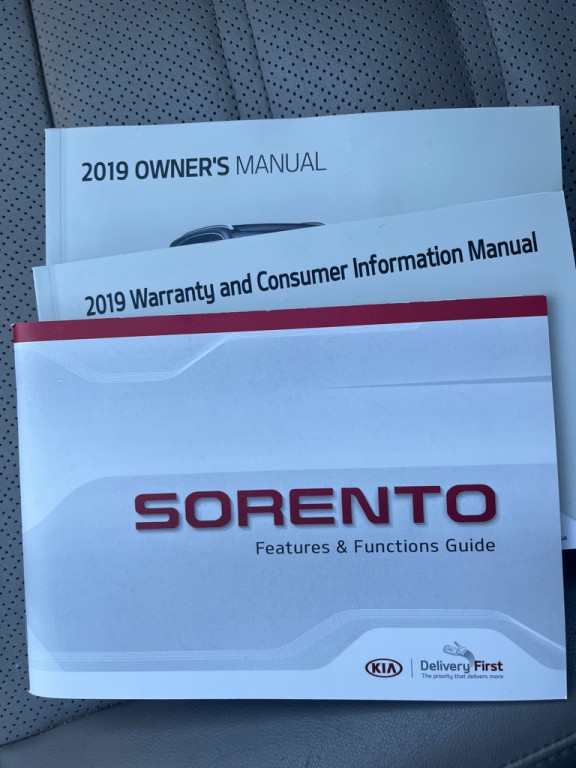 2019 OWNER'S MANUAL
2019 Warranty and Consumer Information Manual
SORENTO
Features & Functions Guide
KIA
Delivery First
The priority that delivers more